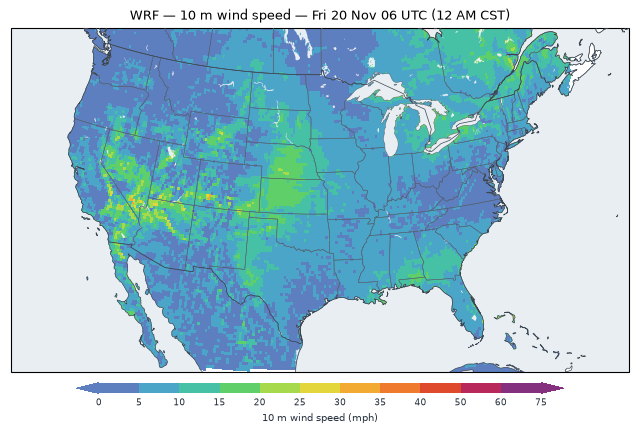 WRF — 10 m wind speed — Fri 20 Nov 06 UTC (12 AM CST)
0 5 10 15 20 25 30 35 40 50 60 75
10 m wind speed (mph)